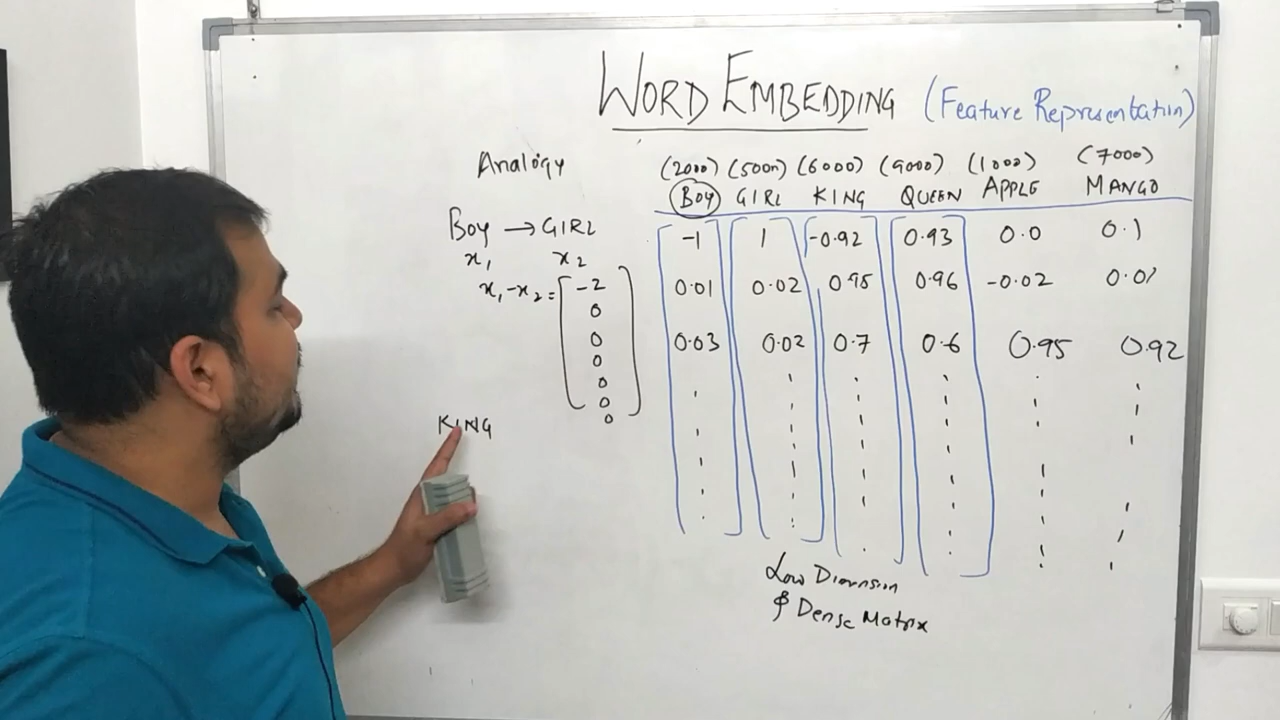 WORD EMBEDDING (Feature Representation)
Analogy
(2000) (5000) (6000) (9000) (1000) (7000)
Boy GIRL KING QUEEN APPLE MANGO
Boy → GIRL
x1 x2
x1-x2= -2
0
0
0
0
0
0
KING
-1 1 -0.92 0.93 0.0 0.1
0.01 0.02 0.95 0.96 -0.02 0.01
0.03 0.02 0.7 0.6 0.95 0.92
Low Dimension
& Dense Matrix